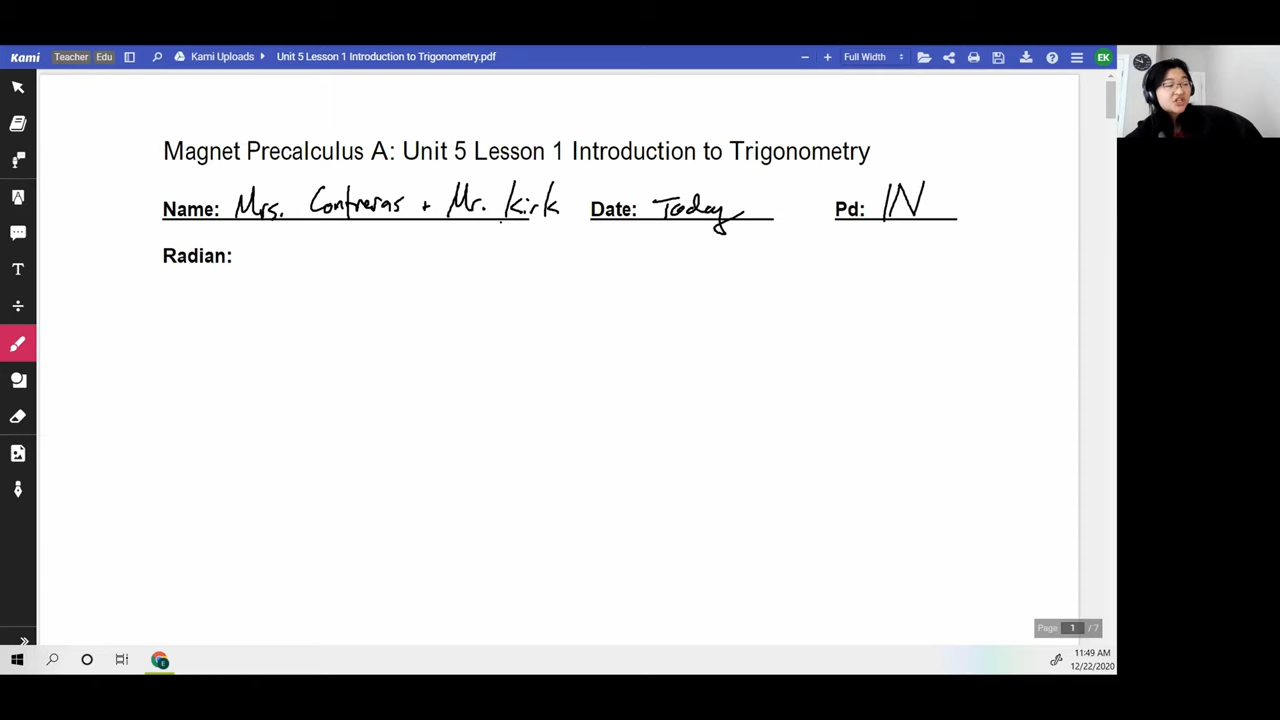 Kami Teacher Edu Kami Uploads Unit 5 Lesson 1 Introduction to Trigonometry.pdf Full Width EK
Magnet Precalculus A: Unit 5 Lesson 1 Introduction to Trigonometry
Name: Mrs. Contreras + Mr. Kirk Date: Today Pd: IN
Radian:
Page 1 / 7
11:49 AM
12/22/2020